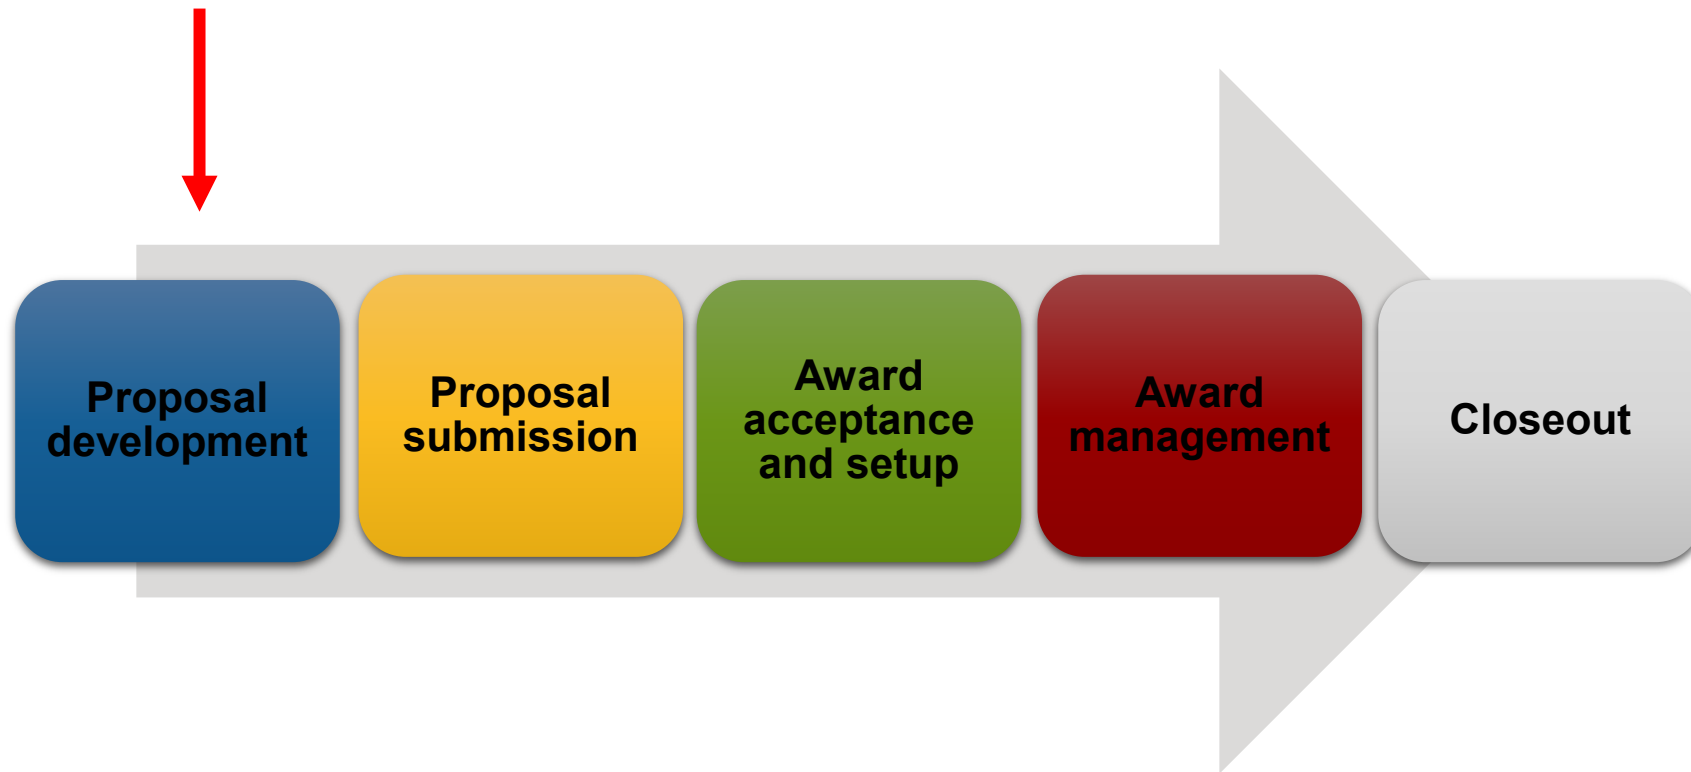 Proposal
development
Proposal
submission
Award
acceptance
and setup
Award
management
Closeout